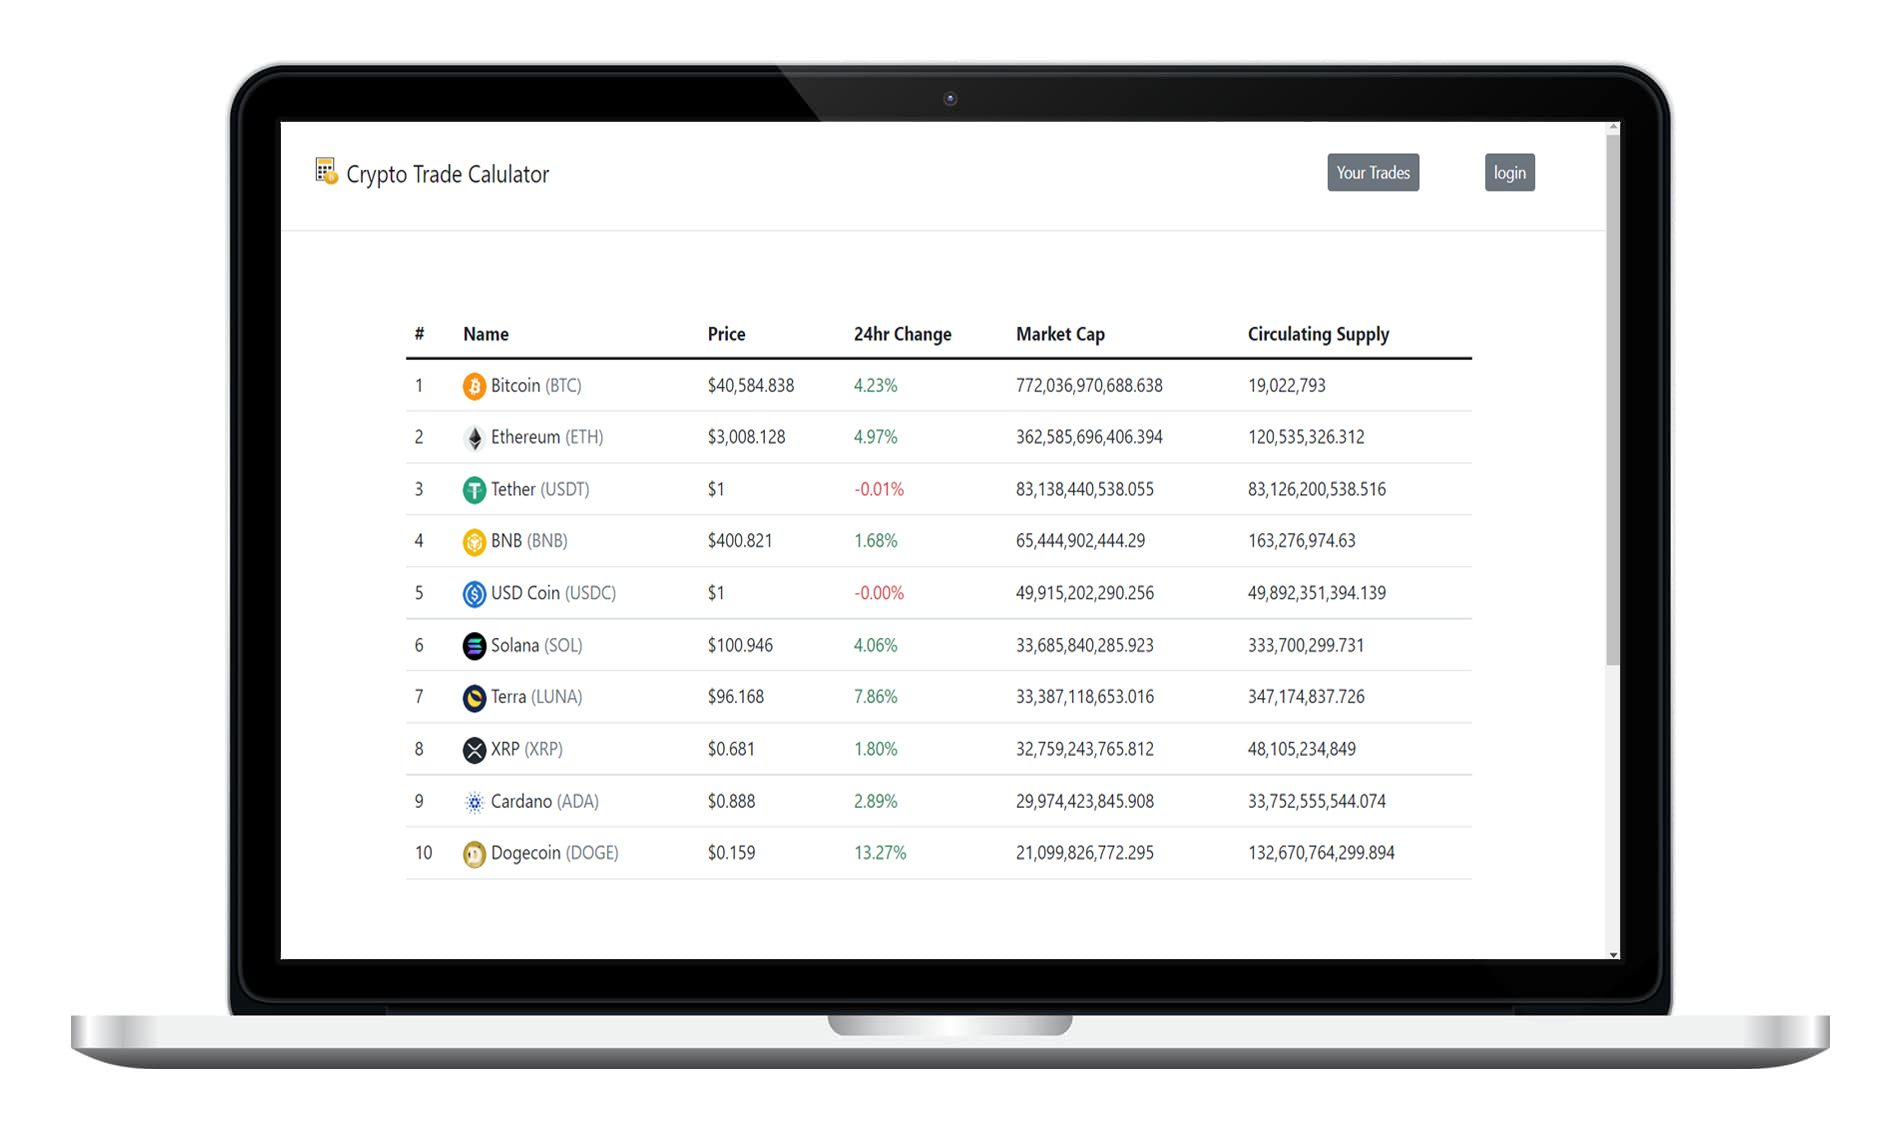 Crypto Trade Calulator
Your Trades
login
# Name Price 24hr Change Market Cap Circulating Supply
1 Bitcoin (BTC) $40,584.838 4.23% 772,036,970,688.638 19,022,793
2 Ethereum (ETH) $3,008.128 4.97% 362,585,696,406.394 120,535,326.312
3 Tether (USDT) $1 -0.01% 83,138,440,538.055 83,126,200,538.516
4 BNB (BNB) $400.821 1.68% 65,444,902,444.29 163,276,974.63
5 USD Coin (USDC) $1 -0.00% 49,915,202,290.256 49,892,351,394.139
6 Solana (SOL) $100.946 4.06% 33,685,840,285.923 333,700,299.731
7 Terra (LUNA) $96.168 7.86% 33,387,118,653.016 347,174,837.726
8 XRP (XRP) $0.681 1.80% 32,759,243,765.812 48,105,234,849
9 Cardano (ADA) $0.888 2.89% 29,974,423,845.908 33,752,555,544.074
10 Dogecoin (DOGE) $0.159 13.27% 21,099,826,772.295 132,670,764,299.894